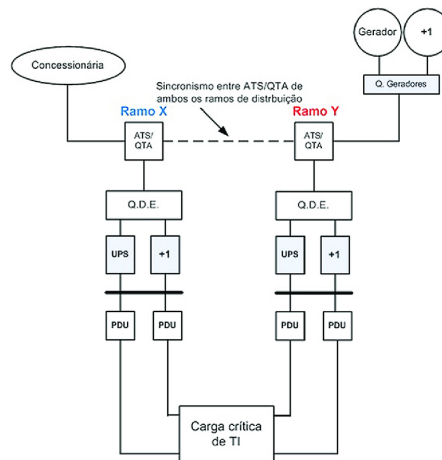 Concessionária
Gerador
+1
Q. Geradores
Sincronismo entre ATS/QTA de
ambos os ramos de distrbuição
Ramo X
Ramo Y
ATS/
QTA
ATS/
QTA
Q.D.E.
Q.D.E.
UPS
+1
UPS
+1
PDU
PDU
PDU
PDU
Carga crítica
de TI